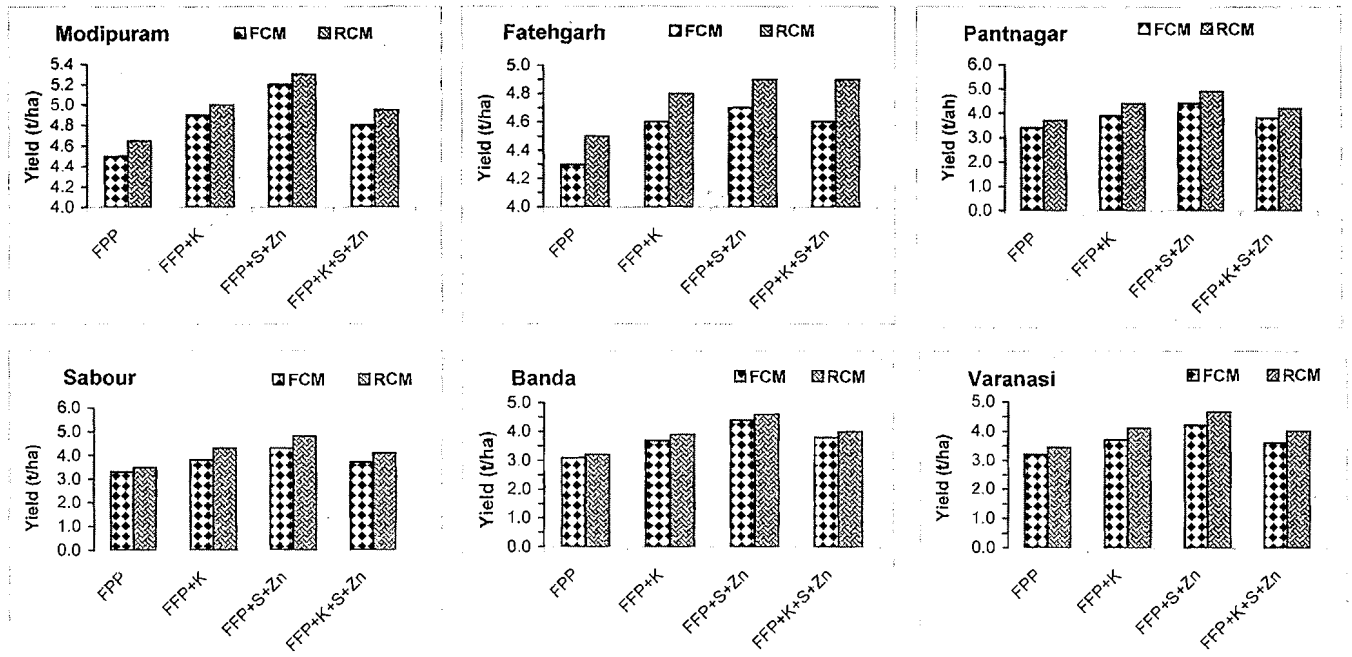 Modipuram FCM RCM
Yield (t/ha)
5.4
5.2
5.0
4.8
4.6
4.4
4.2
4.0
FPP
FFP+K
FFP+S+Zn
FFP+K+S+Zn
Fatehgarh FCM RCM
Yield (t/ha)
5.0
4.8
4.6
4.4
4.2
4.0
FPP
FFP+K
FFP+S+Zn
FFP+K+S+Zn
Pantnagar FCM RCM
Yield (t/ah)
6.0
5.0
4.0
3.0
2.0
1.0
0.0
FPP
FFP+K
FFP+S+Zn
FFP+K+S+Zn
Sabour FCM RCM
Yield (t/ha)
6.0
5.0
4.0
3.0
2.0
1.0
0.0
FPP
FFP+K
FFP+S+Zn
FFP+K+S+Zn
Banda FCM RCM
Yield (t/ha)
5.0
4.0
3.0
2.0
1.0
0.0
FPP
FFP+K
FFP+S+Zn
FFP+K+S+Zn
Varanasi FCM RCM
Yield (t/ha)
5.0
4.0
3.0
2.0
1.0
0.0
FPP
FFP+K
FFP+S+Zn
FFP+K+S+Zn